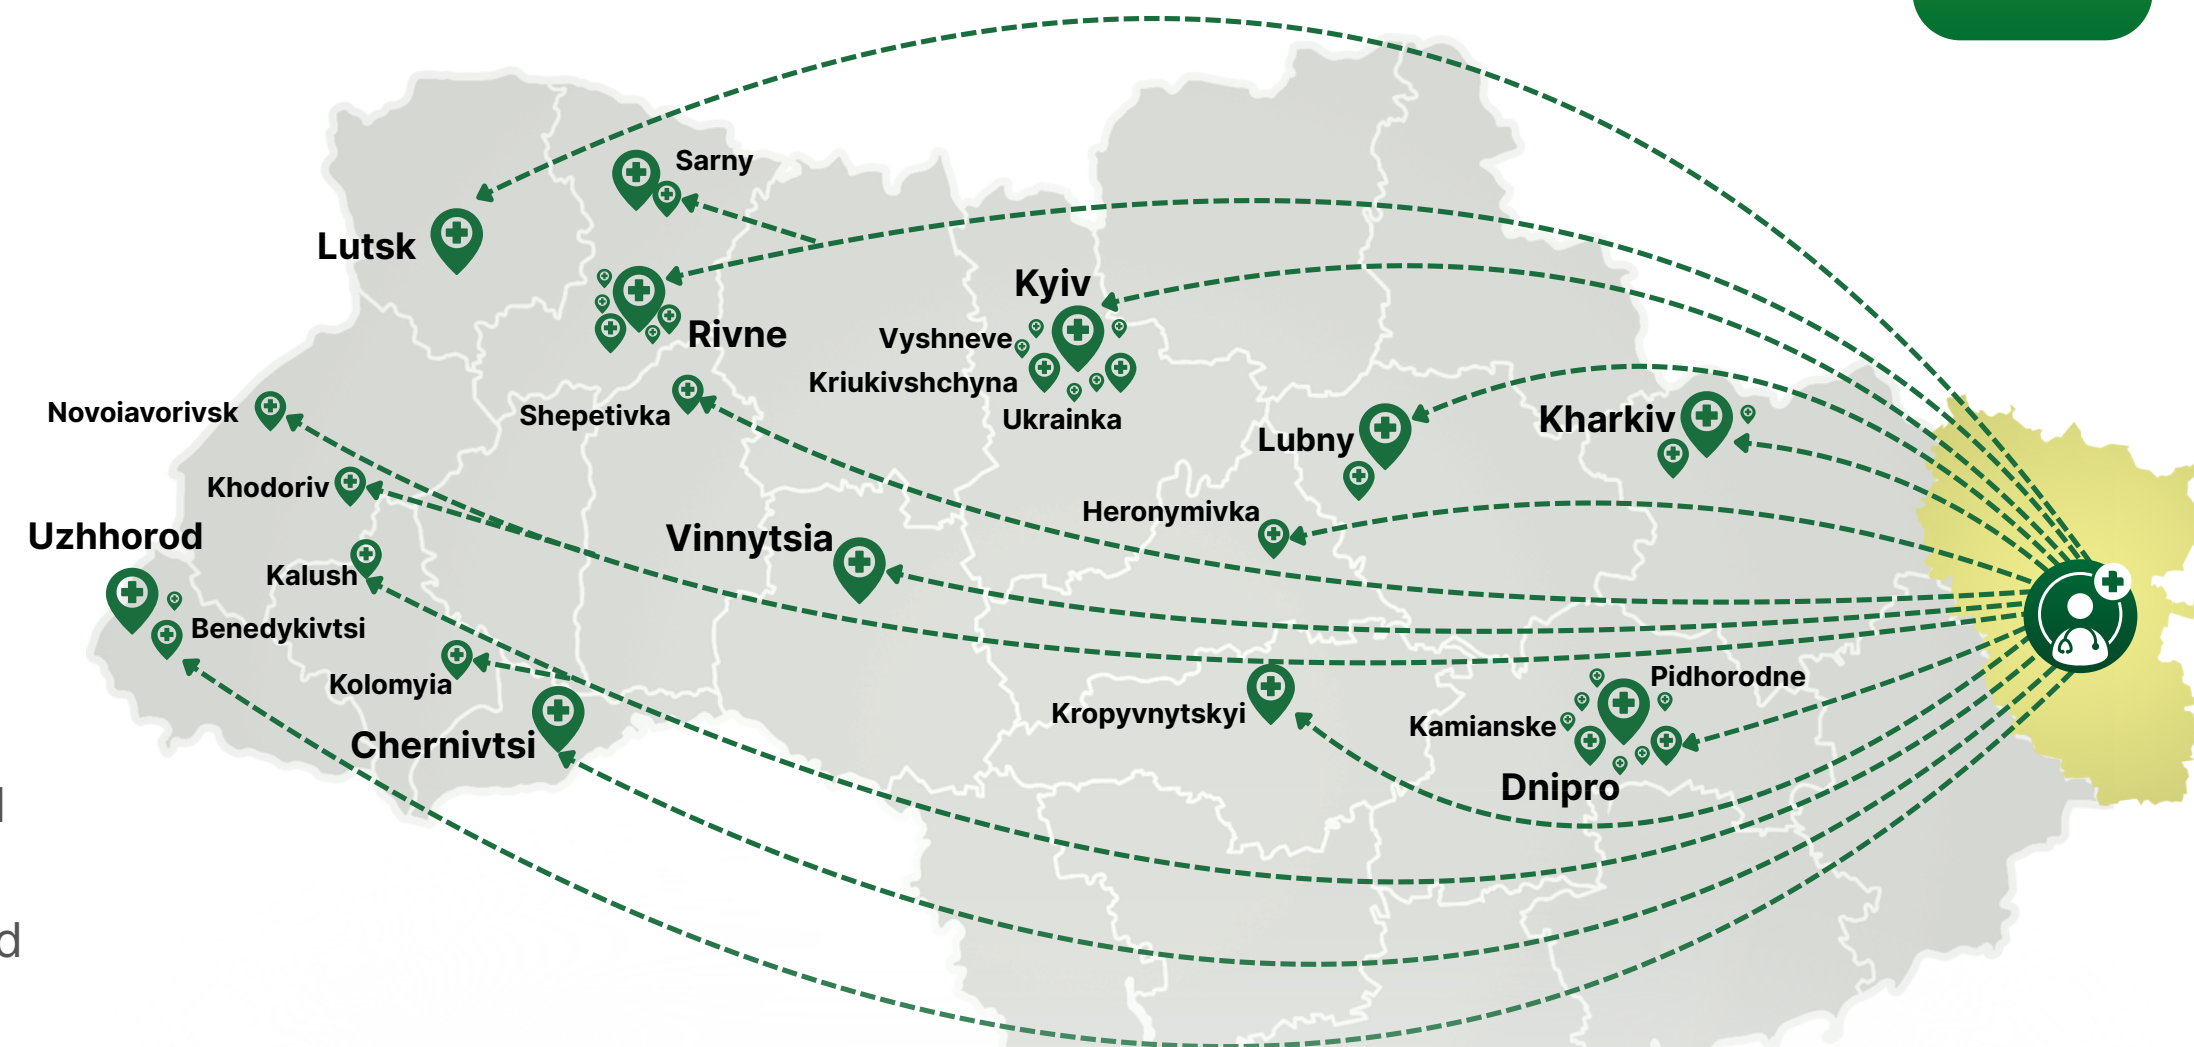 Sarny
Lutsk
Kyiv
Rivne
Vyshneve
Kriukivshchyna
Ukrainka
Novoiavorivsk
Shepetivka
Kharkiv
Lubny
Khodoriv
Heronymivka
Uzhhorod
Vinnytsia
Kalush
Benedykivtsi
Kolomyia
Pidhorodne
Kropyvnytskyi
Kamianske
Chernivtsi
Dnipro
d